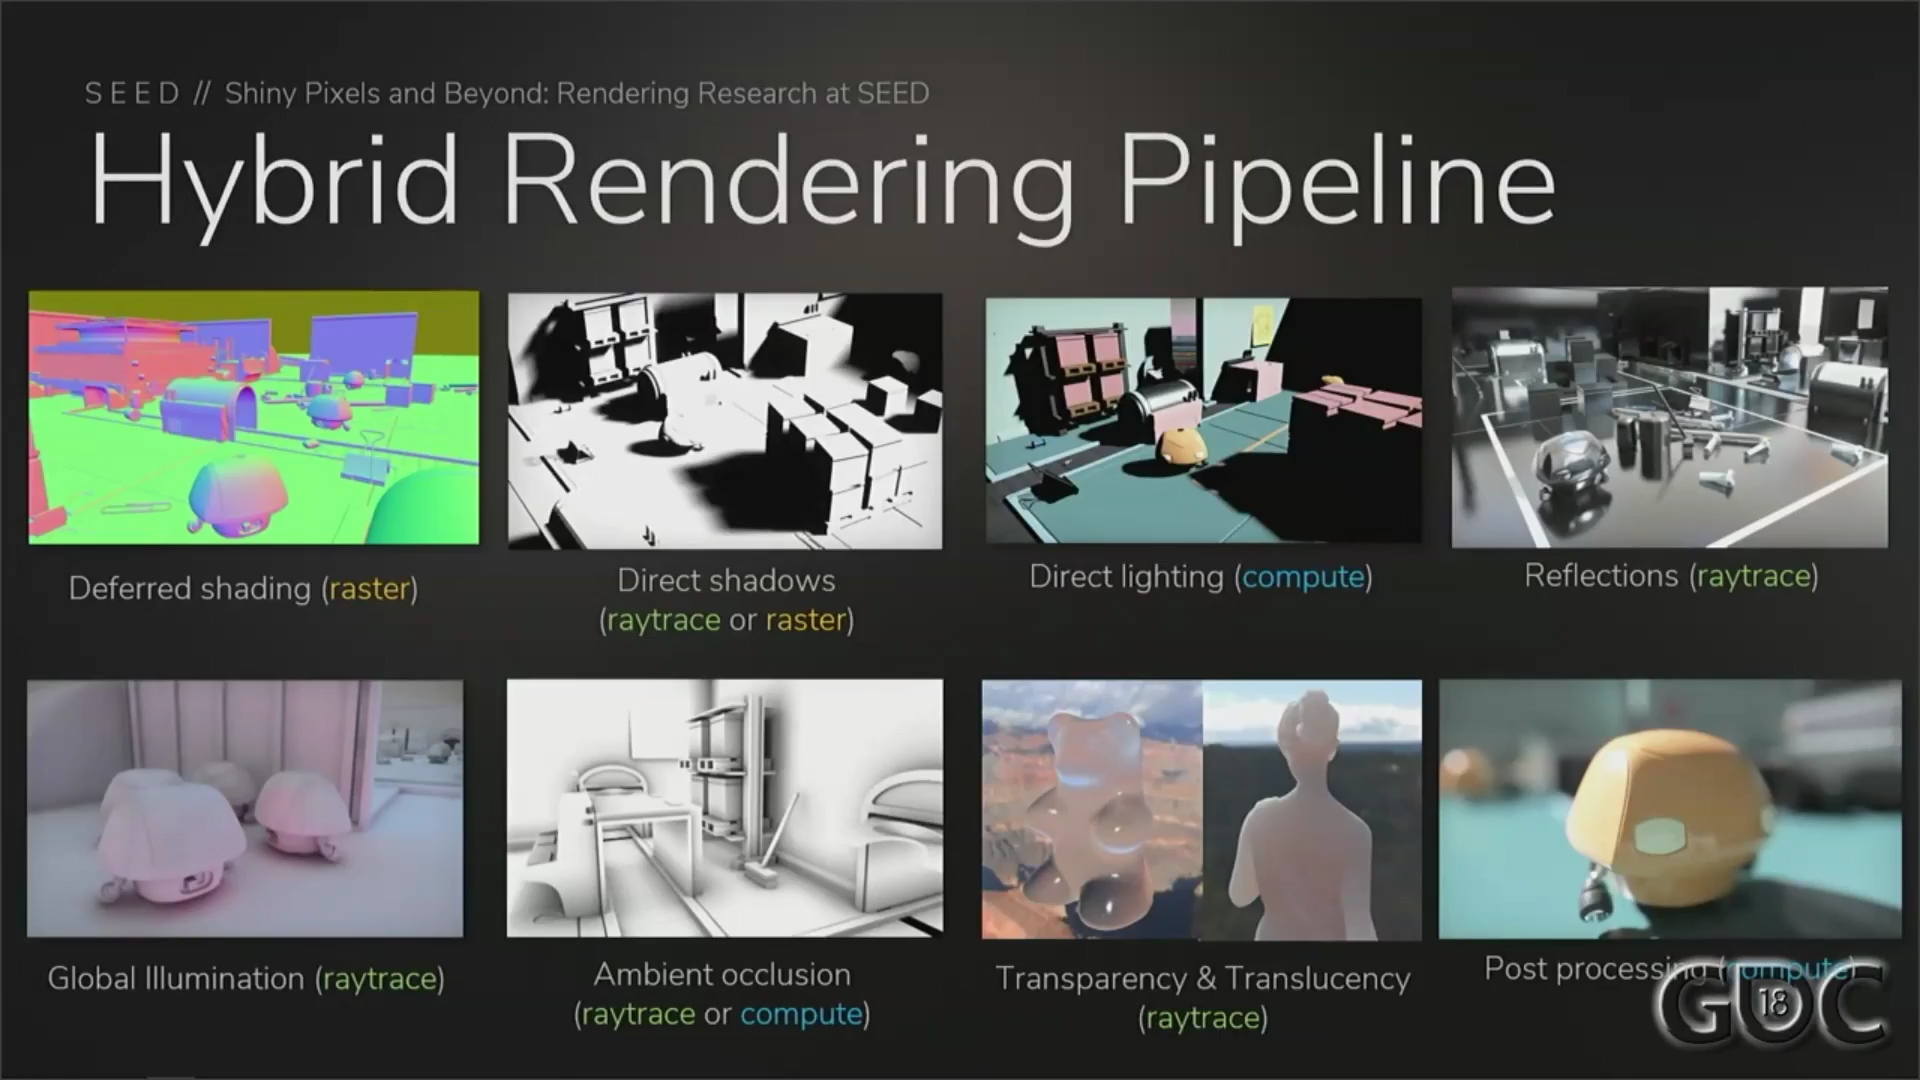 SEED // Shiny Pixels and Beyond: Rendering Research at SEED
Hybrid Rendering Pipeline
Deferred shading (raster)
Direct shadows
(raytrace or raster)
Direct lighting (compute)
Reflections (raytrace)
Global Illumination (raytrace)
Ambient occlusion
(raytrace or compute)
Transparency & Translucency
(raytrace)
Post processing (compute)
GDC
18